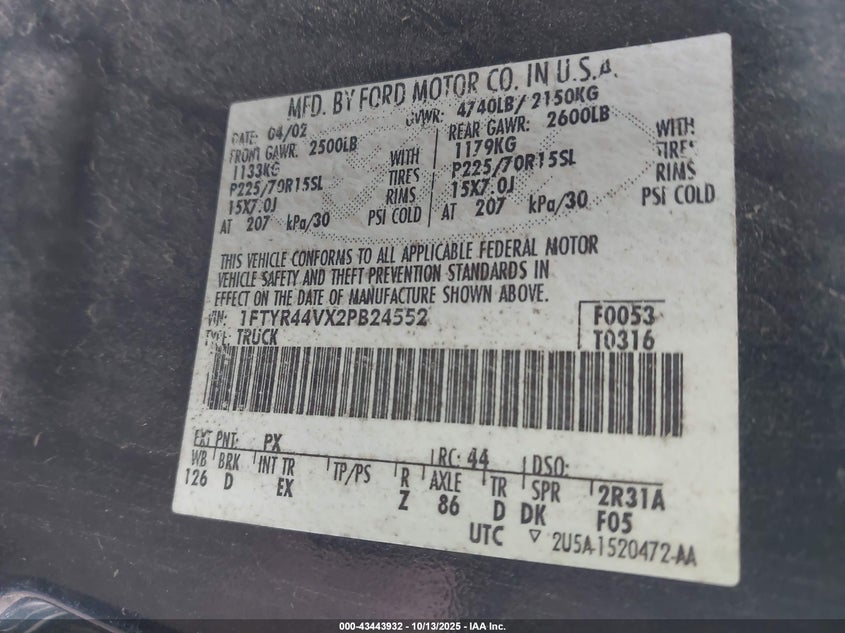 MFD. BY FORD MOTOR CO. IN U.S.A.
DATE: 04/02 GVWR: 4740LB/ 2150KG
FRONT GAWR: 2500LB REAR GAWR: 2600LB
1133KG WITH 1179KG WITH
P225/70R15SL TIRES P225/70R15SL TIRES
15X7.0J RIMS 15X7.0J RIMS
AT 207 kPa/30 PSI COLD AT 207 kPa/30 PSI COLD
THIS VEHICLE CONFORMS TO ALL APPLICABLE FEDERAL MOTOR
VEHICLE SAFETY AND THEFT PREVENTION STANDARDS IN
EFFECT ON THE DATE OF MANUFACTURE SHOWN ABOVE.
VIN: 1FTYR44VX2PB24552 F0053
TYPE: TRUCK T0316
EXT PNT: PX RC: 44 DSO:
WB BRK INT TR TP/PS R AXLE TR SPR 2R31A
126 D EX Z 86 D DK F05
UTC ▽ 2U5A-1520472-AA
000-43443932 | 10/13/2025 - IAA Inc.